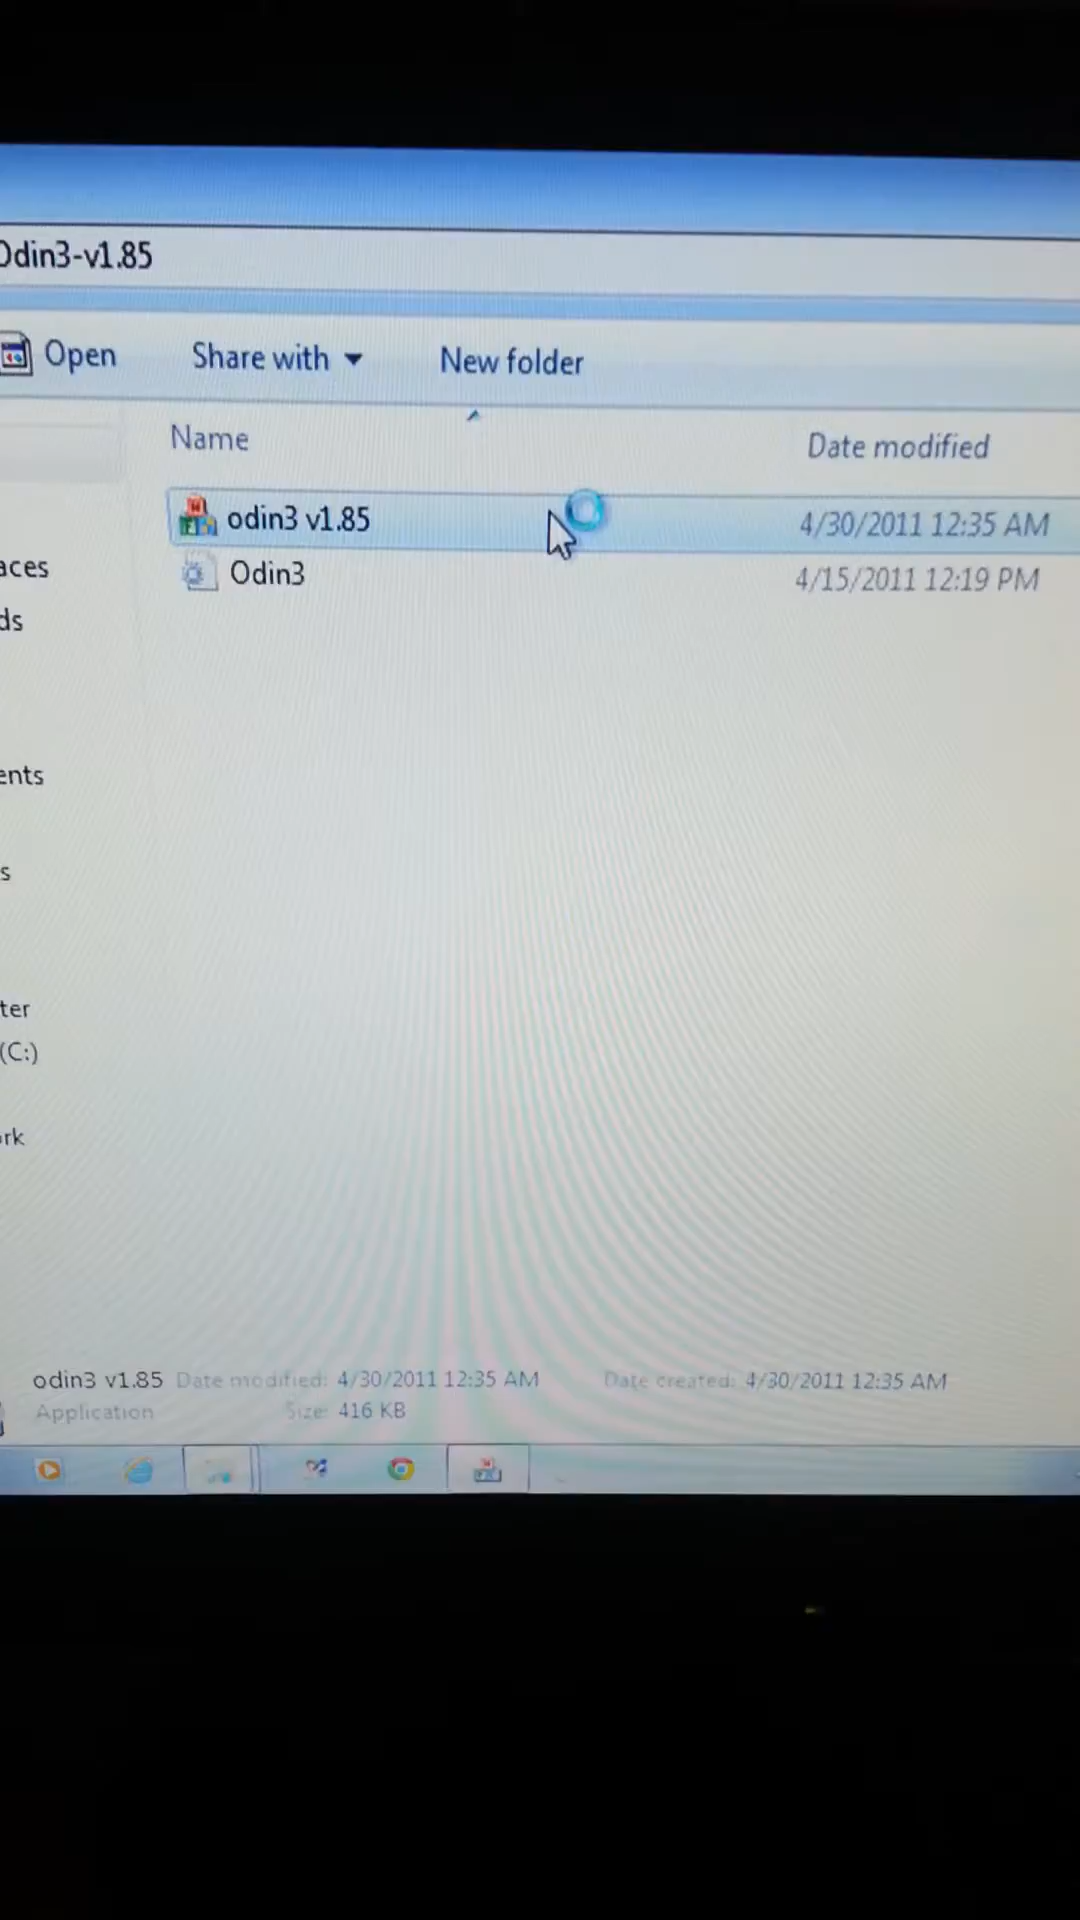 Odin3-v1.85
Open Share with New folder
Name Date modified
odin3 v1.85 4/30/2011 12:35 AM
Odin3 4/15/2011 12:19 PM
aces
ds
ents
s
ter
(C:)
rk
odin3 v1.85 Date modified: 4/30/2011 12:35 AM Date created: 4/30/2011 12:35 AM
Application Size: 416 KB